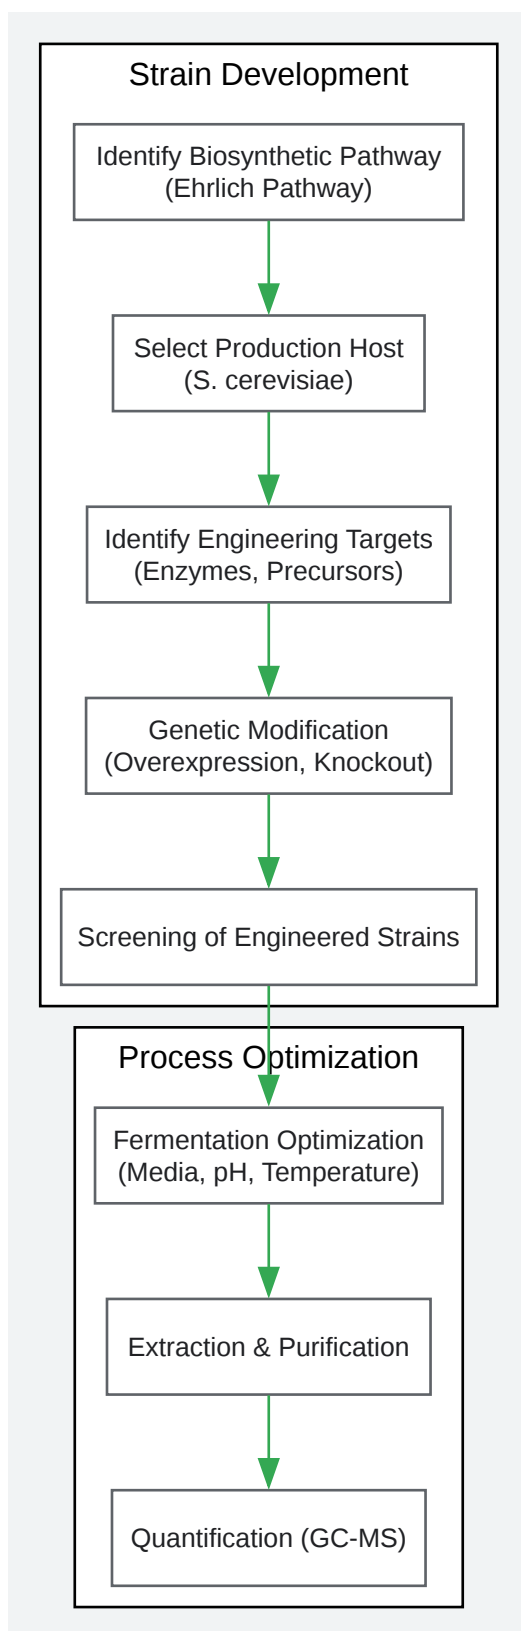 Strain Development
Identify Biosynthetic Pathway
(Ehrlich Pathway)
Select Production Host
(S. cerevisiae)
Identify Engineering Targets
(Enzymes, Precursors)
Genetic Modification
(Overexpression, Knockout)
Screening of Engineered Strains
Process Optimization
Fermentation Optimization
(Media, pH, Temperature)
Extraction & Purification
Quantification (GC-MS)